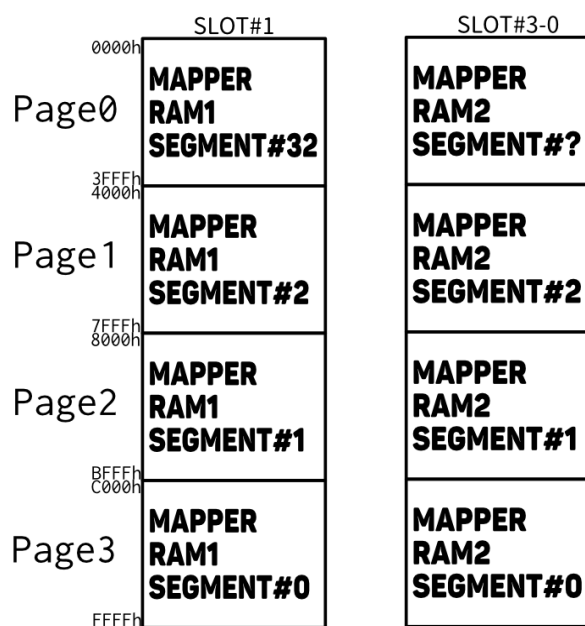 SLOT#1
SLOT#3-0
0000h
Page0
MAPPER
RAM1
SEGMENT#32
MAPPER
RAM2
SEGMENT#?
3FFFh
4000h
Page1
MAPPER
RAM1
SEGMENT#2
MAPPER
RAM2
SEGMENT#2
7FFFh
8000h
Page2
MAPPER
RAM1
SEGMENT#1
MAPPER
RAM2
SEGMENT#1
BFFFh
C000h
Page3
MAPPER
RAM1
SEGMENT#0
MAPPER
RAM2
SEGMENT#0
FFFFh